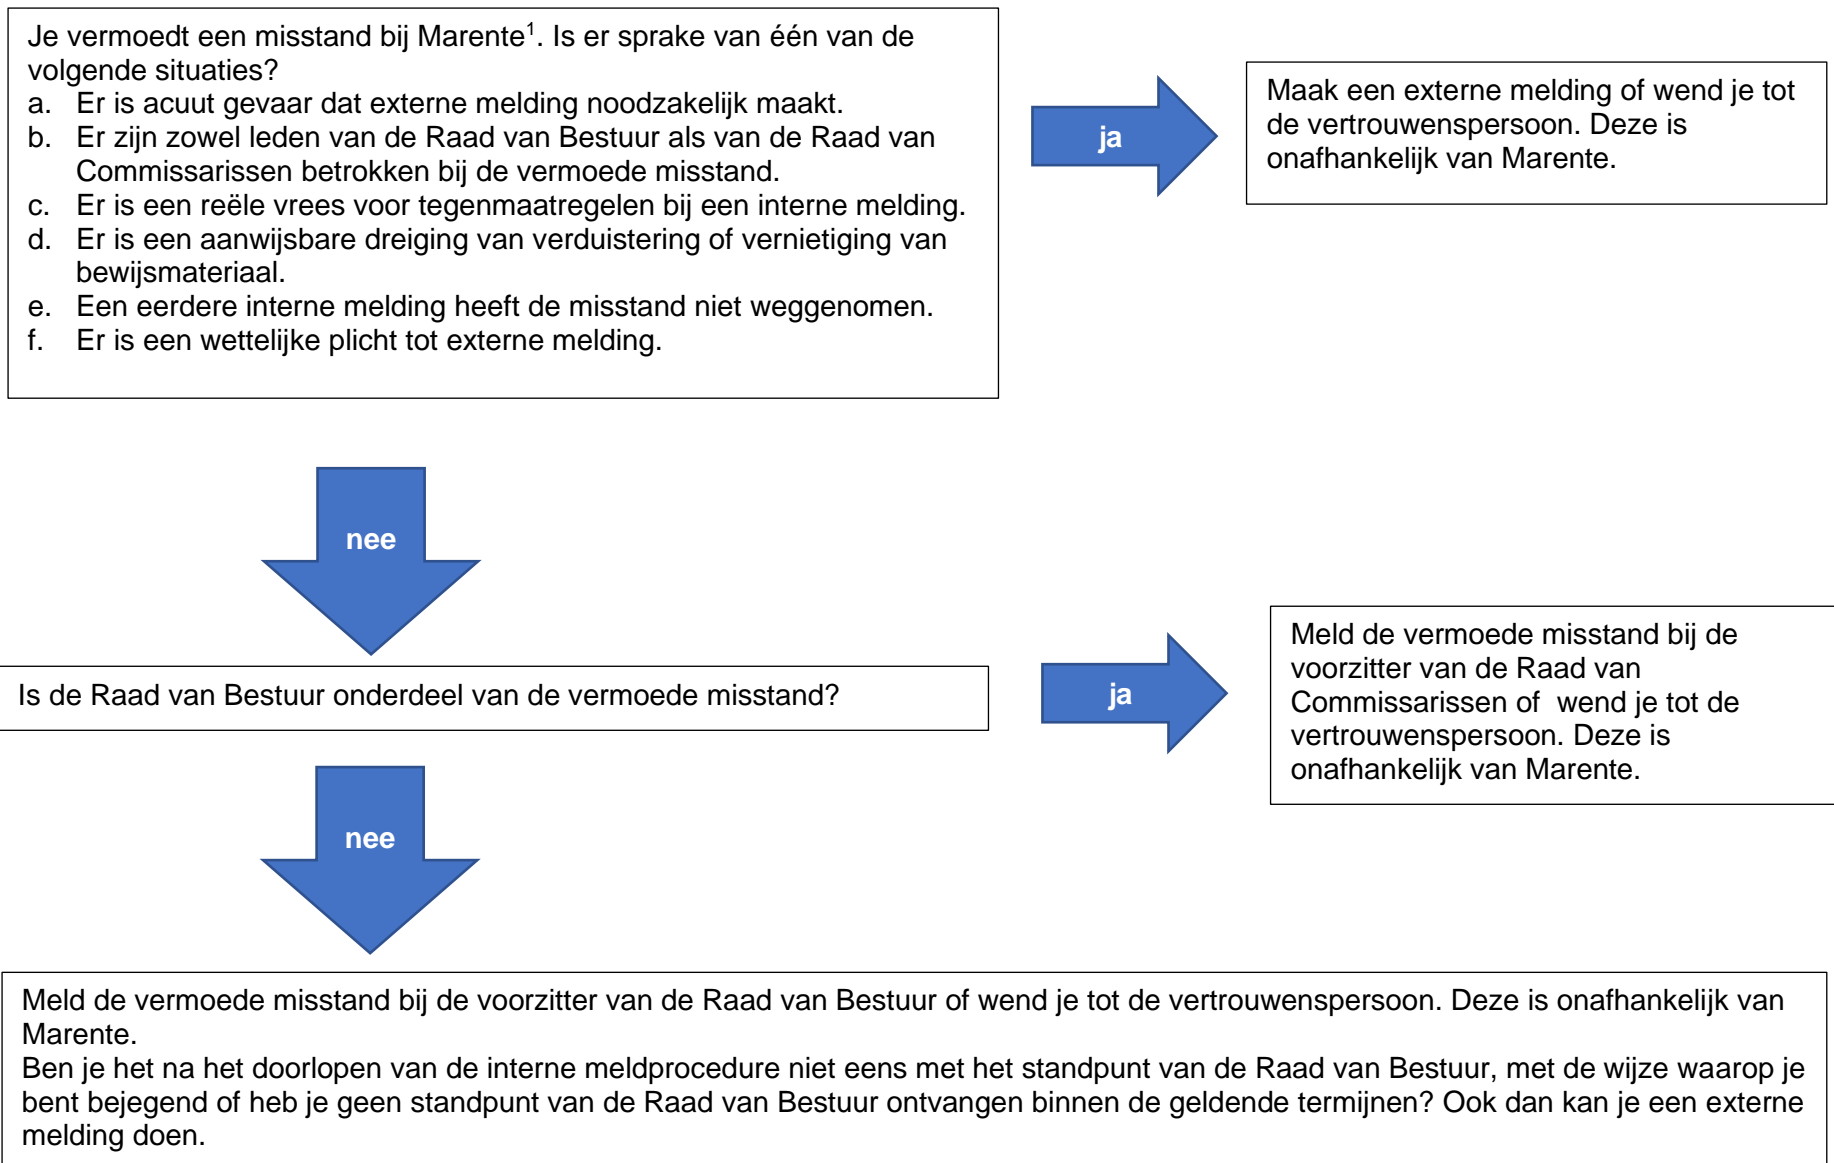 Je vermoedt een misstand bij Marente¹. Is er sprake van één van de
volgende situaties?
a. Er is acuut gevaar dat externe melding noodzakelijk maakt.
b. Er zijn zowel leden van de Raad van Bestuur als van de Raad van
Commissarissen betrokken bij de vermoede misstand.
c. Er is een reële vrees voor tegenmaatregelen bij een interne melding.
d. Er is een aanwijsbare dreiging van verduistering of vernietiging van
bewijsmateriaal.
e. Een eerdere interne melding heeft de misstand niet weggenomen.
f. Er is een wettelijke plicht tot externe melding.
ja
Maak een externe melding of wend je tot
de vertrouwenspersoon. Deze is
onafhankelijk van Marente.
nee
Is de Raad van Bestuur onderdeel van de vermoede misstand?
ja
Meld de vermoede misstand bij de
voorzitter van de Raad van
Commissarissen of  wend je tot de
vertrouwenspersoon. Deze is
onafhankelijk van Marente.
nee
Meld de vermoede misstand bij de voorzitter van de Raad van Bestuur of wend je tot de vertrouwenspersoon. Deze is onafhankelijk van
Marente.
Ben je het na het doorlopen van de interne meldprocedure niet eens met het standpunt van de Raad van Bestuur, met de wijze waarop je
bent bejegend of heb je geen standpunt van de Raad van Bestuur ontvangen binnen de geldende termijnen? Ook dan kan je een externe
melding doen.